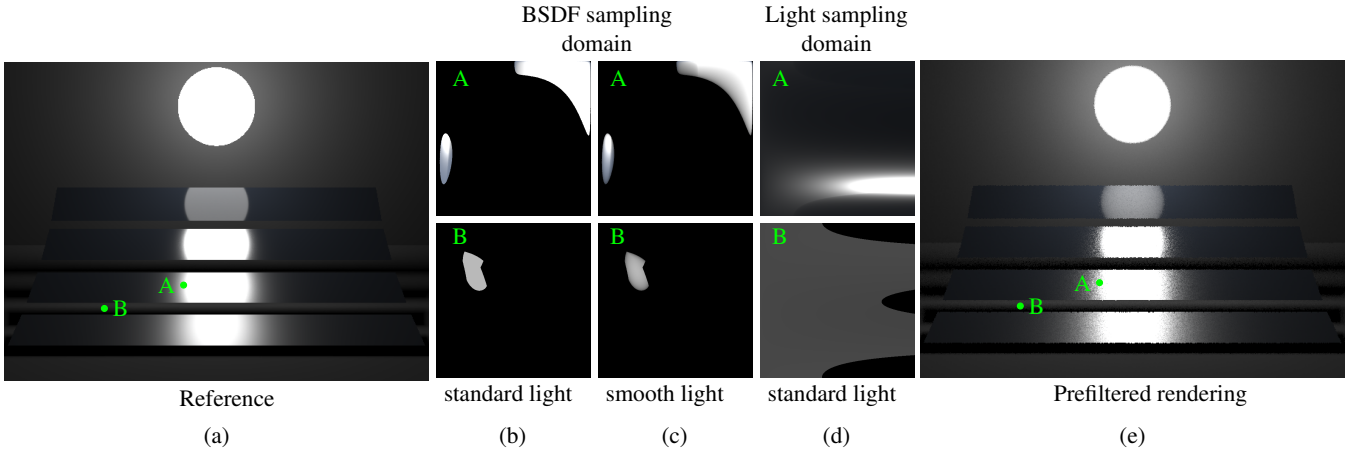 BSDF sampling
domain
Light sampling
domain
A
B
Reference
(a)
A
B
standard light
(b)
A
B
smooth light
(c)
A
B
standard light
(d)
A
B
Prefiltered rendering
(e)